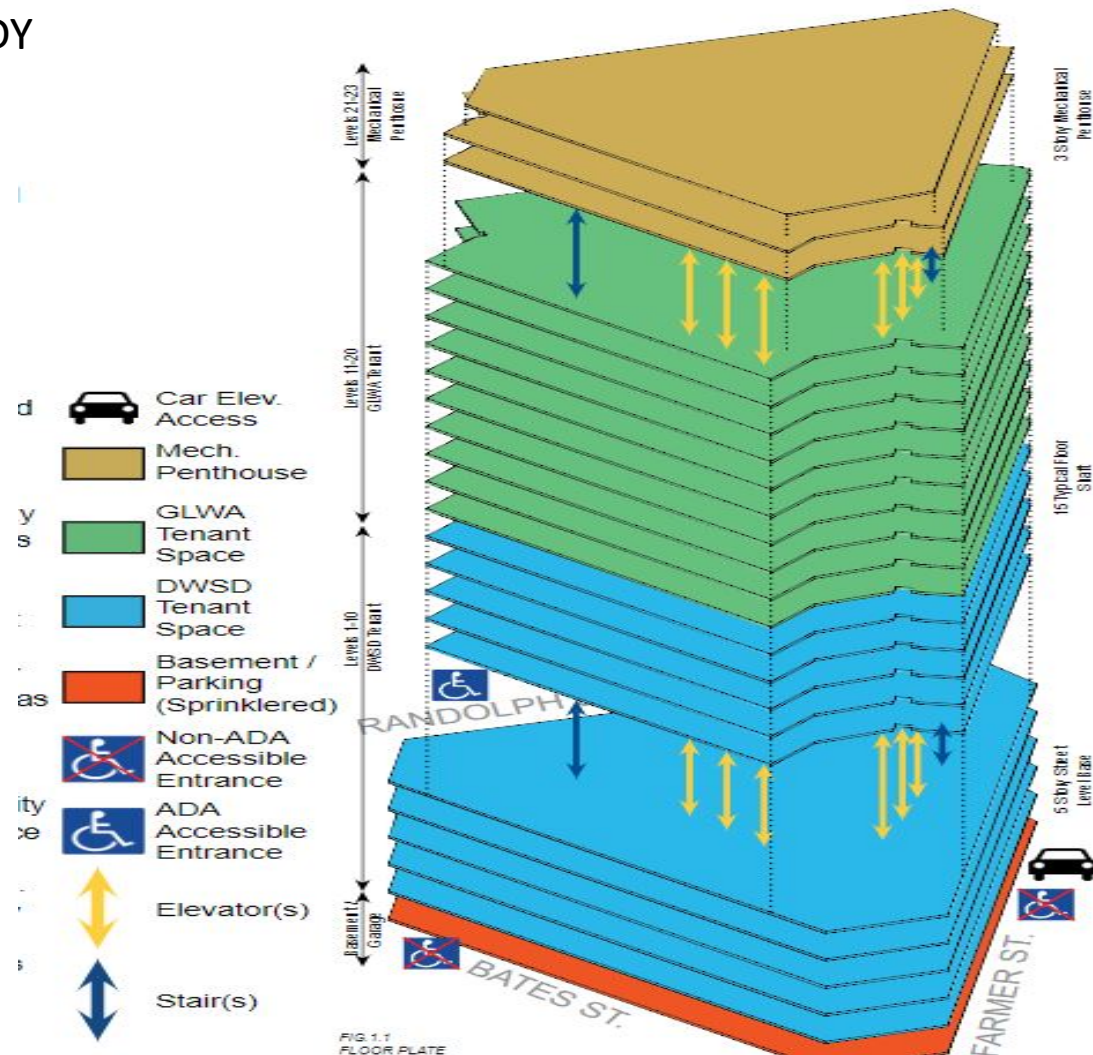 DY
Levels 21-23
Mechanical
Penthouse
3 Story Mechanical
Penthouse
Levels 11-20
GLWA Tenant
15 Typical Floor
Shaft
Levels 1-10
DWSD Tenant
5 Story Street
Level Base
Basement/
Garage
d
Car Elev.
Access
Mech.
Penthouse
y
s
GLWA
Tenant
Space
DWSD
Tenant
Space
as
Basement /
Parking
(Sprinklered)
Non-ADA
Accessible
Entrance
ity
ce
ADA
Accessible
Entrance
Elevator(s)
s
Stair(s)
RANDOLPH
BATES ST.
FARMER ST.
FIG.1.1
FLOOR PLATE